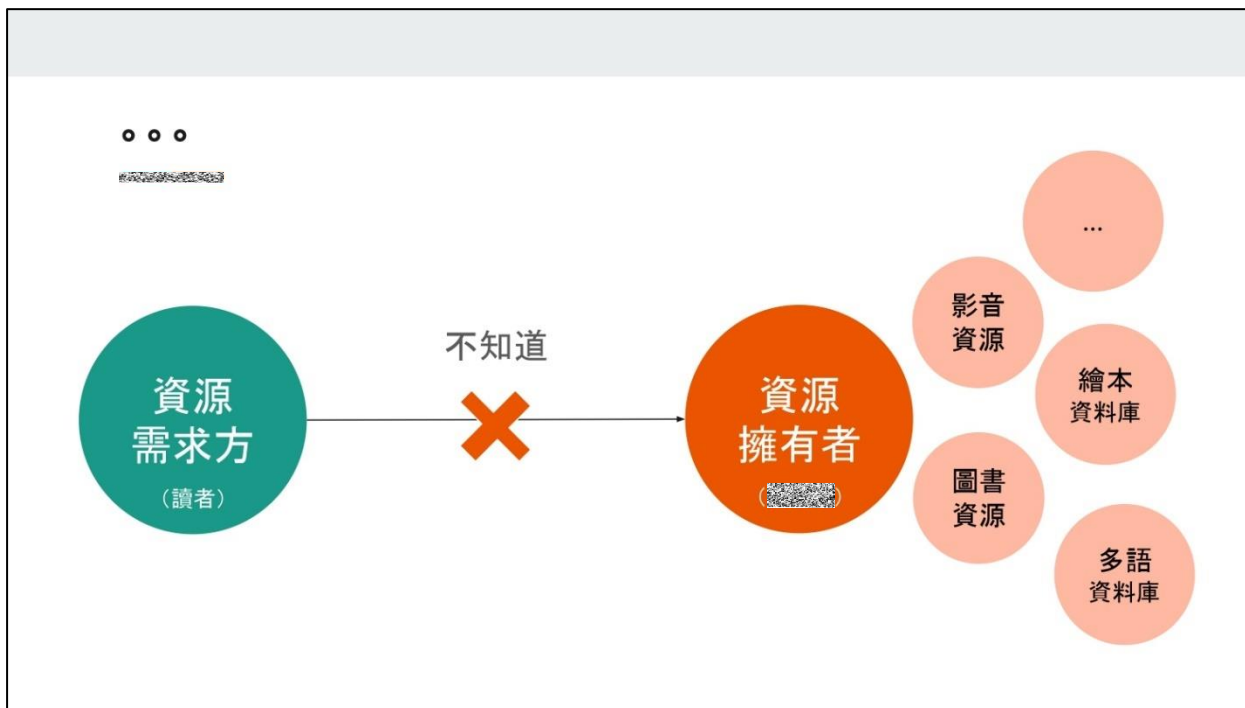 不知道
資源
需求方
（讀者）
資源
擁有者
...
影音
資源
繪本
資料庫
圖書
資源
多語
資料庫